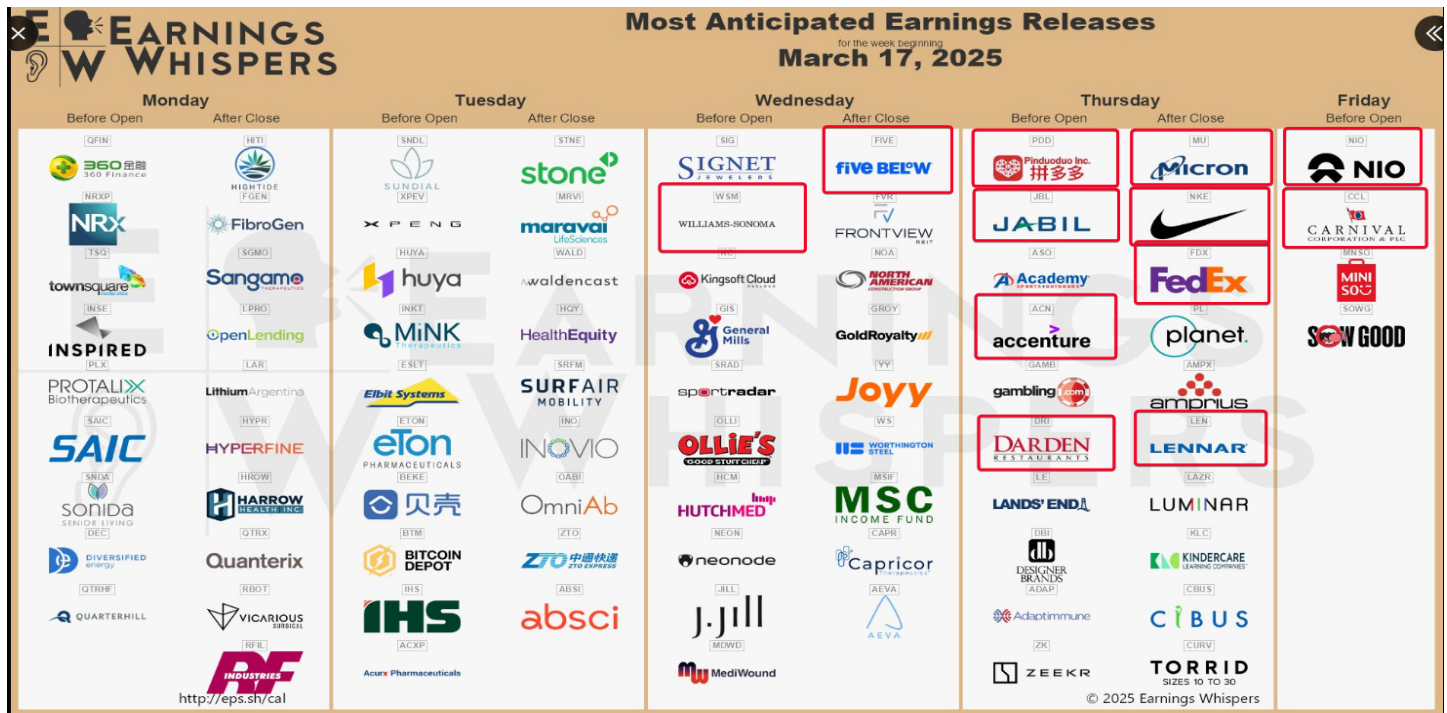 EARNINGS
WHISPERS
E
W
Most Anticipated Earnings Releases
for the week beginning
March 17, 2025
Monday
Before Open
QFIN
360金融
360 Finance
NRXP
NRX
TSQ
townsquare
INSE
INSPIRED
PLX
PROTALIX
Biotherapeutics
SAIC
SAIC
SNDA
sonida
SENIOR LIVING
DEC
DIVERSIFIED
energy
QTRHF
QUARTERHILL
After Close
HITI
HIGHTIDE
FGEN
FibroGen
SGMO
Sangamo
THERAPEUTICS
LPRO
OpenLending
LAR
LithiumArgentina
HYPR
HYPERFINE
HROW
HARROW
HEALTH INC.
QTRX
Quanterix
RBOT
VICARIOUS
SURGICAL
RFIL
RF
INDUSTRIES
http://eps.sh/cal
Tuesday
Before Open
SNDL
SUNDIAL
XPEV
XPENG
HUYA
huya
INKT
MiNK
Therapeutics
ESLT
Elbit Systems
ETON
eTon
PHARMACEUTICALS
BEKE
贝壳
BTM
BITCOIN
DEPOT
IHS
IHS
ACXP
Acurx Pharmaceuticals
After Close
STNE
stone
MRVI
maravai
LifeSciences
WALD
waldencast
HQY
HealthEquity
SRFM
SURFAIR
MOBILITY
INO
INOVIO
OABI
OmniAb
ZTO
ZTO 中通快递
ZTO EXPRESS
ABSI
absci
Wednesday
Before Open
SIG
SIGNET
JEWELERS
WSM
WILLIAMS-SONOMA
KC
Kingsoft Cloud
GIS
General
Mills
SRAD
sportradar
OLLI
OLLiE'S
GOOD STUFF CHEAP
HCM
HUTCHMED
NEON
neonode
JILL
J.Jill
MDWD
MediWound
After Close
FIVE
five BEL°W
FVR
FRONTVIEW
REIT
NOA
NORTH
AMERICAN
CONSTRUCTION GROUP
GROY
GoldRoyalty
YY
Joyy
WS
WORTHINGTON
STEEL
MSIF
MSC
INCOME FUND
CAPR
Capricor
Therapeutics
AEVA
AEVA
Thursday
Before Open
PDD
Pinduoduo Inc.
拼多多
JBL
JABIL
ASO
Academy
SPORTS+OUTDOORS
ACN
accenture
GAMB
gambling.com
DRI
DARDEN
RESTAURANTS
LE
LANDS' END
DBI
DESIGNER
BRANDS
ADAP
Adaptimmune
ZK
ZEEKR
After Close
MU
Micron
NKE
FDX
FedEx
PL
planet.
AMPX
amprius
LEN
LENNAR
LAZR
LUMINAR
KLC
KINDERCARE
LEARNING COMPANIES
CBUS
CIBUS
CURV
TORRID
SIZES 10 TO 30
© 2025 Earnings Whispers
Friday
Before Open
NIO
NIO
CCL
CARNIVAL
CORPORATION & PLC
MNSO
MINI
SO
SOWG
SOW GOOD